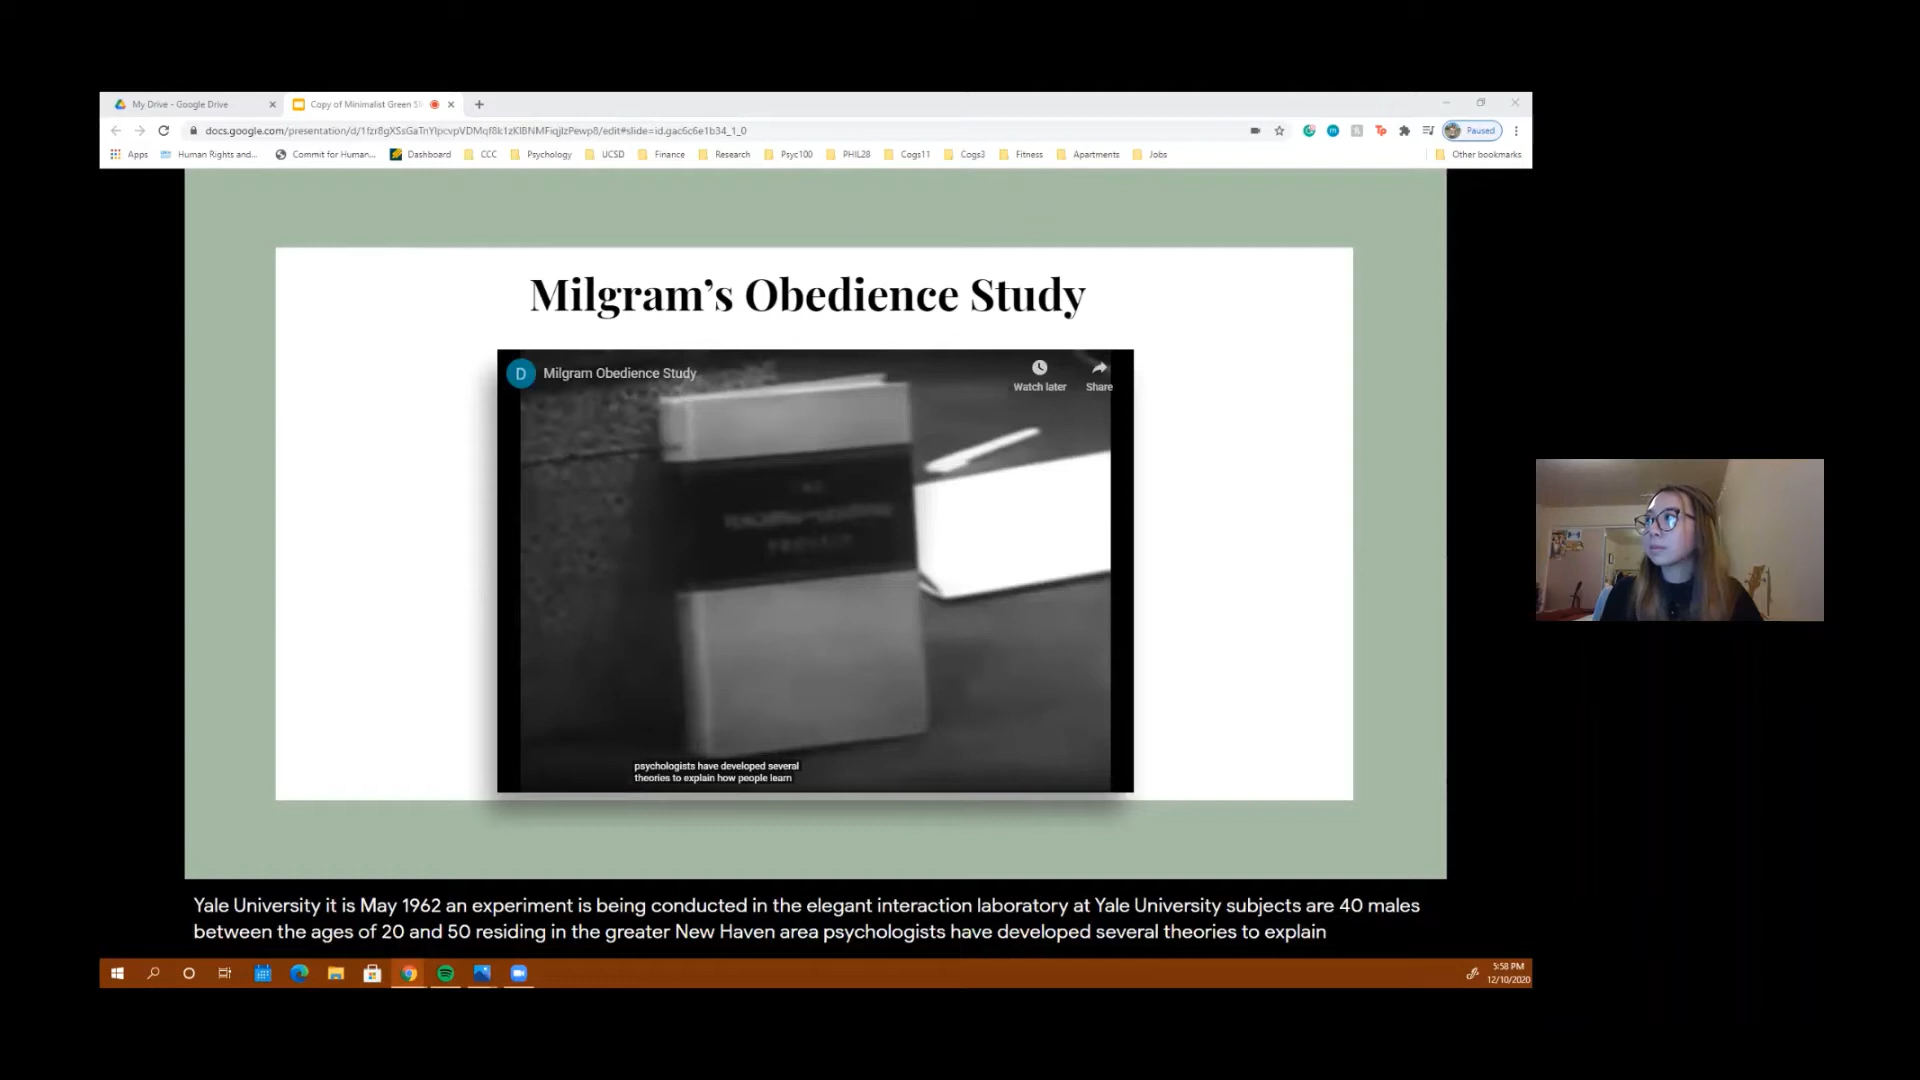 My Drive - Google Drive
Copy of Minimalist Green Sl
docs.google.com/presentation/d/1fzr8gXSsGaTnYlpcvpVDMqf8k1zKlBNMFiqjlzPewp8/edit#slide=id.gac6c6e1b34_1_0
Paused
Apps Human Rights and... Commit for Human... Dashboard CCC Psychology UCSD Finance Research Psyc100 PHIL28 Cogs11 Cogs3 Fitness Apartments Jobs Other bookmarks
Milgram’s Obedience Study
D Milgram Obedience Study
Watch later Share
psychologists have developed several
theories to explain how people learn
Yale University it is May 1962 an experiment is being conducted in the elegant interaction laboratory at Yale University subjects are 40 males
between the ages of 20 and 50 residing in the greater New Haven area psychologists have developed several theories to explain
5:58 PM
12/10/2020